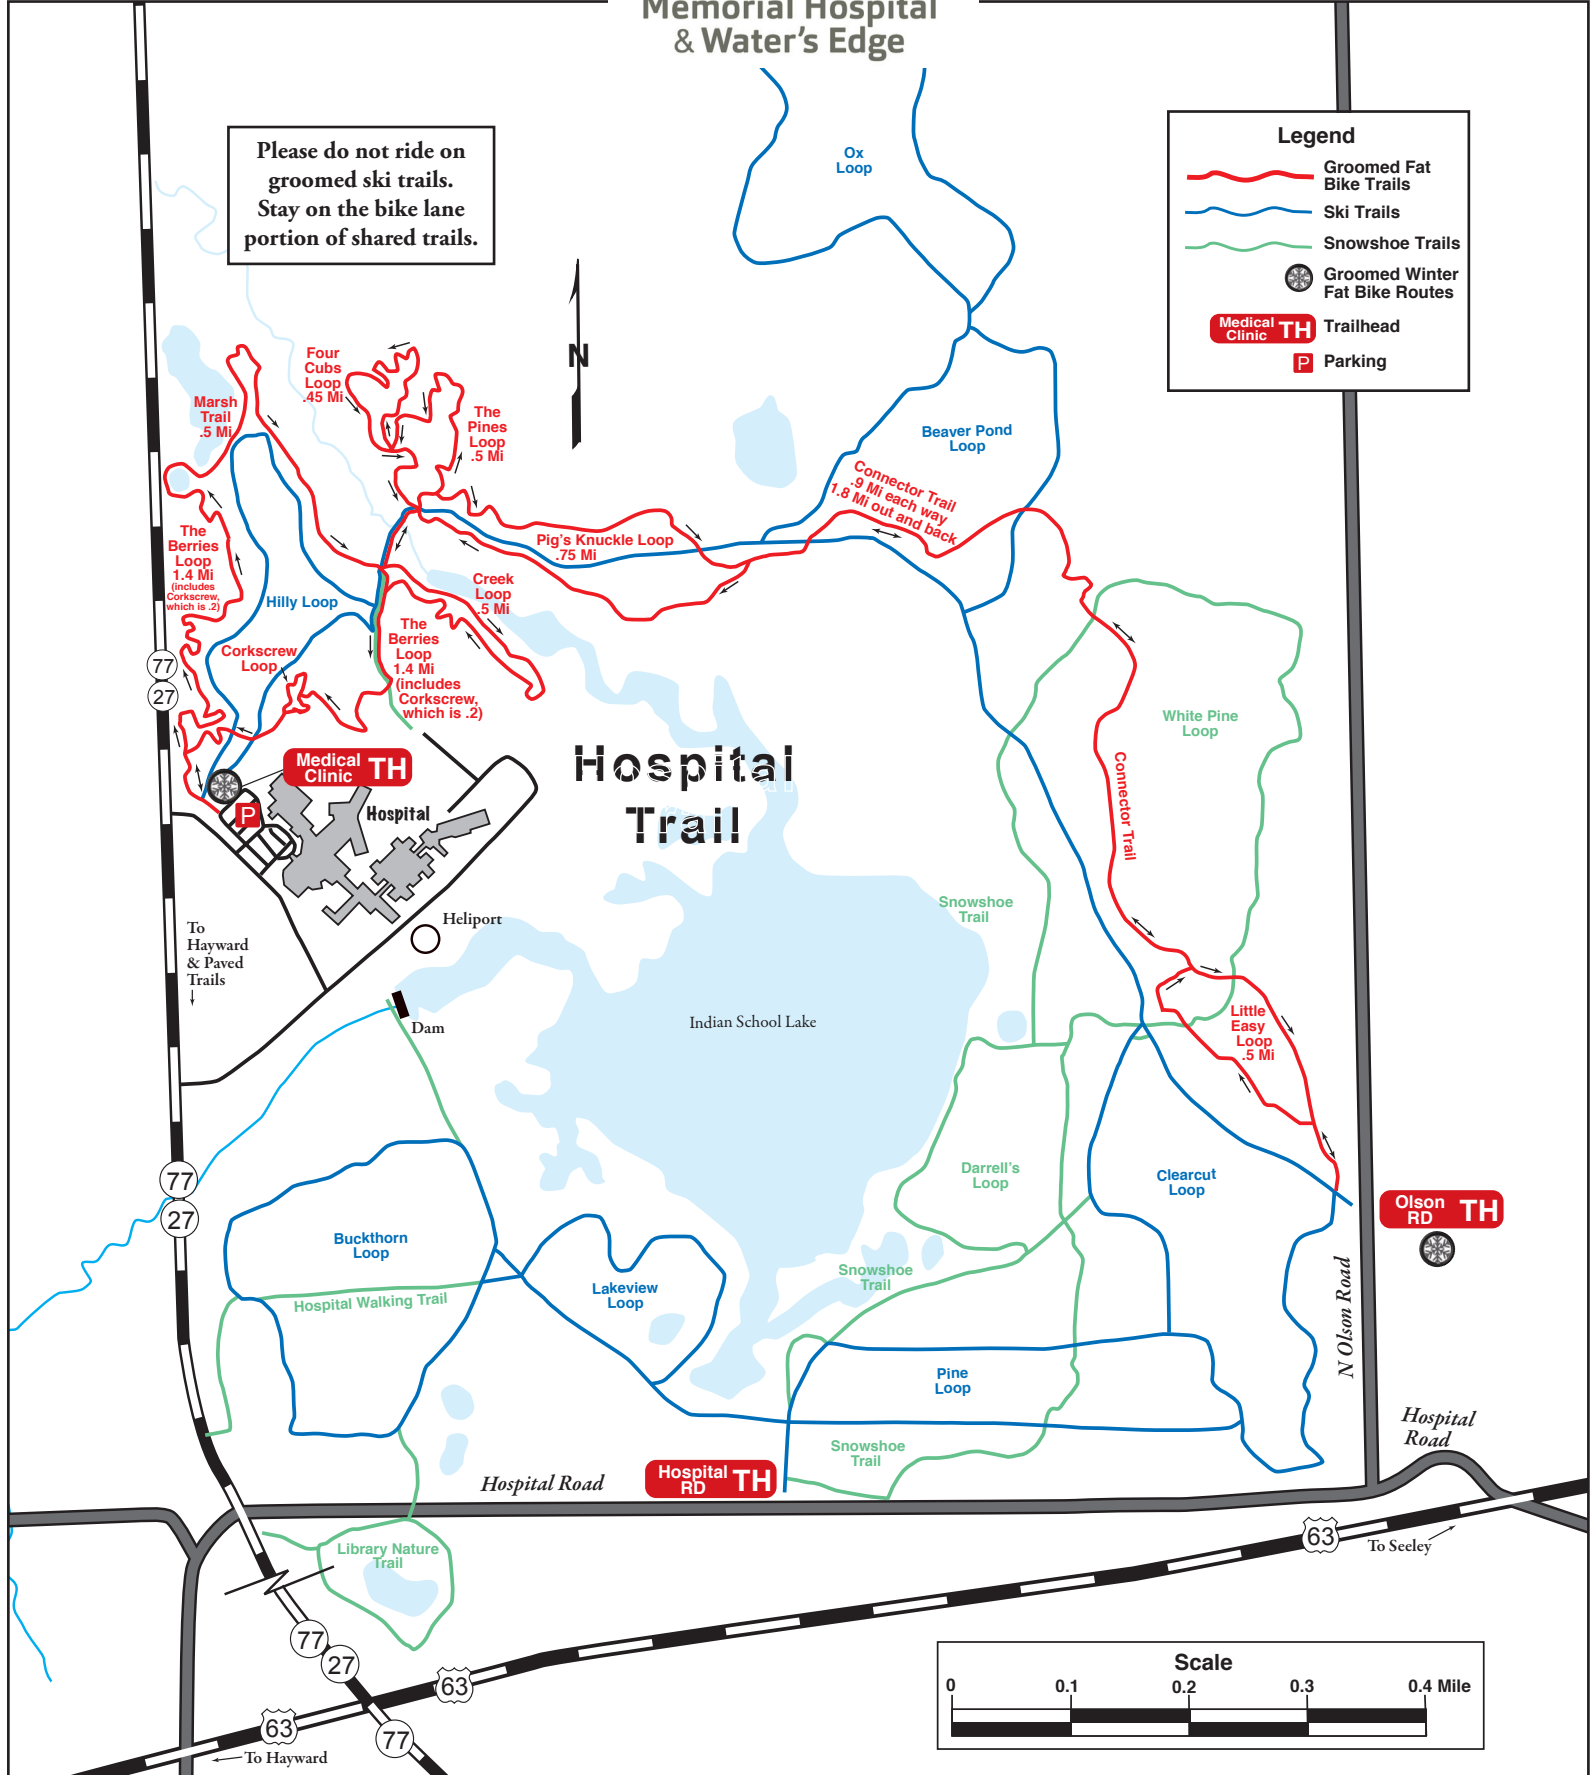 Memorial Hospital
& Water's Edge
Please do not ride on
groomed ski trails.
Stay on the bike lane
portion of shared trails.
Legend
Groomed Fat
Bike Trails
Ski Trails
Snowshoe Trails
Groomed Winter
Fat Bike Routes
Medical
Clinic TH
Trailhead
P
Parking
N
Ox
Loop
Four
Cubs
Loop
.45 Mi
Marsh
Trail
.5 Mi
The
Pines
Loop
.5 Mi
Beaver Pond
Loop
Connector Trail
.9 Mi each way
1.8 Mi out and back
Pig's Knuckle Loop
.75 Mi
The
Berries
Loop
1.4 Mi
(includes
Corkscrew,
which is .2)
Hilly Loop
Creek
Loop
.5 Mi
The
Berries
Loop
1.4 Mi
(includes
Corkscrew,
which is .2)
Corkscrew
Loop
77
27
White Pine
Loop
Connector Trail
Medical
Clinic TH
P
Hospital
Hospital
Trail
Heliport
Snowshoe
Trail
To
Hayward
& Paved
Trails
Dam
Indian School Lake
Little
Easy
Loop
.5 Mi
77
27
Darrell's
Loop
Clearcut
Loop
Olson
RD TH
Buckthorn
Loop
Lakeview
Loop
Snowshoe
Trail
Hospital Walking Trail
N Olson Road
Pine
Loop
Hospital
Road
Snowshoe
Trail
Hospital Road
Hospital
RD TH
Library Nature
Trail
63
To Seeley
77
27
63
63
77
To Hayward
Scale
0 0.1 0.2 0.3 0.4 Mile